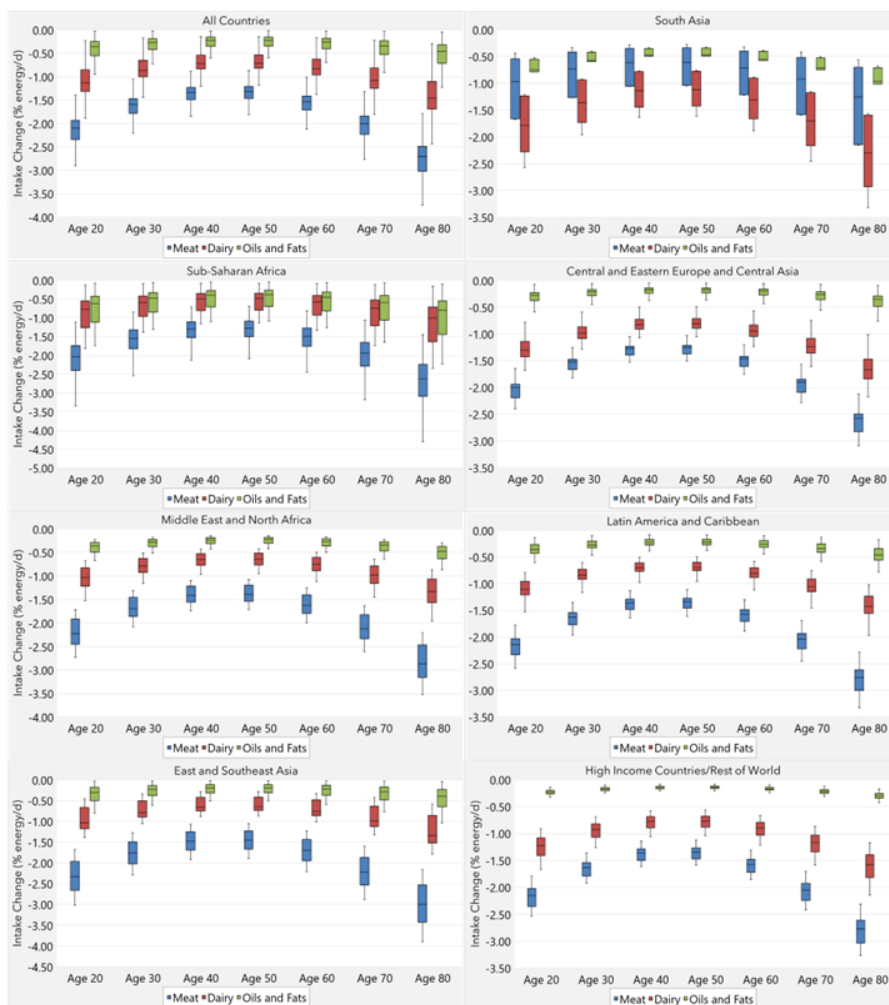 All Countries
Intake Change (% energy/d)
0.00
-0.50
-1.00
-1.50
-2.00
-2.50
-3.00
-3.50
-4.00
Age 20 Age 30 Age 40 Age 50 Age 60 Age 70 Age 80
Meat Dairy Oils and Fats
South Asia
Intake Change (% energy/d)
0.00
-0.50
-1.00
-1.50
-2.00
-2.50
-3.00
-3.50
Age 20 Age 30 Age 40 Age 50 Age 60 Age 70 Age 80
Meat Dairy Oils and Fats
Sub-Saharan Africa
Intake Change (% energy/d)
0.00
-0.50
-1.00
-1.50
-2.00
-2.50
-3.00
-3.50
-4.00
-4.50
-5.00
Age 20 Age 30 Age 40 Age 50 Age 60 Age 70 Age 80
Meat Dairy Oils and Fats
Central and Eastern Europe and Central Asia
Intake Change (% energy/d)
0.00
-0.50
-1.00
-1.50
-2.00
-2.50
-3.00
-3.50
Age 20 Age 30 Age 40 Age 50 Age 60 Age 70 Age 80
Meat Dairy Oils and Fats
Middle East and North Africa
Intake Change (% energy/d)
0.00
-0.50
-1.00
-1.50
-2.00
-2.50
-3.00
-3.50
-4.00
Age 20 Age 30 Age 40 Age 50 Age 60 Age 70 Age 80
Meat Dairy Oils and Fats
Latin America and Caribbean
Intake Change (% energy/d)
0.00
-0.50
-1.00
-1.50
-2.00
-2.50
-3.00
-3.50
Age 20 Age 30 Age 40 Age 50 Age 60 Age 70 Age 80
Meat Dairy Oils and Fats
East and Southeast Asia
Intake Change (% energy/d)
0.00
-0.50
-1.00
-1.50
-2.00
-2.50
-3.00
-3.50
-4.00
-4.50
Age 20 Age 30 Age 40 Age 50 Age 60 Age 70 Age 80
Meat Dairy Oils and Fats
High Income Countries/Rest of World
Intake Change (% energy/d)
0.00
-0.50
-1.00
-1.50
-2.00
-2.50
-3.00
-3.50
Age 20 Age 30 Age 40 Age 50 Age 60 Age 70 Age 80
Meat Dairy Oils and Fats